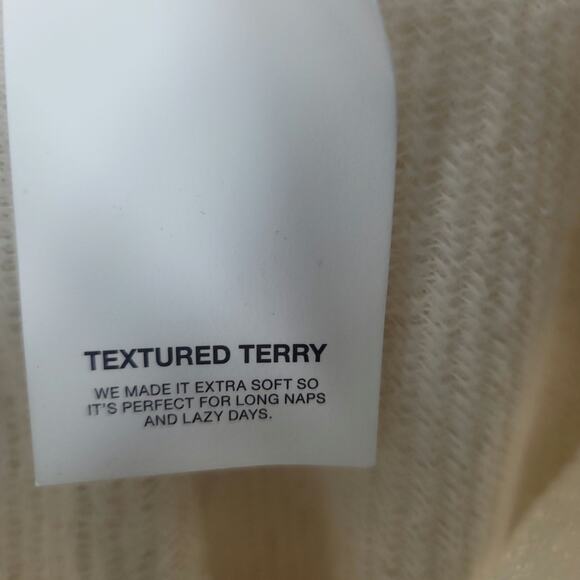 TEXTURED TERRY
WE MADE IT EXTRA SOFT SO
IT'S PERFECT FOR LONG NAPS
AND LAZY DAYS.